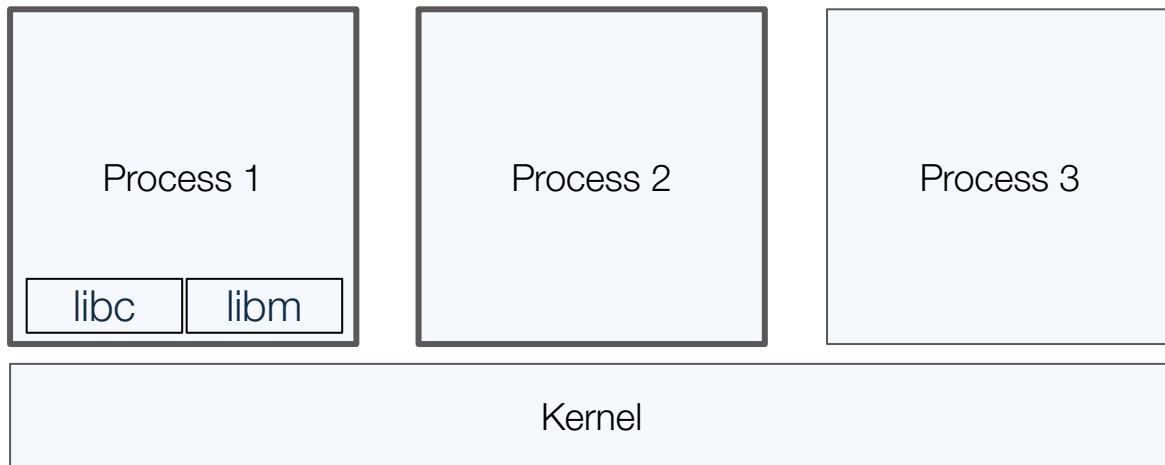 Process 1
Process 2
Process 3
libc
libm
Kernel